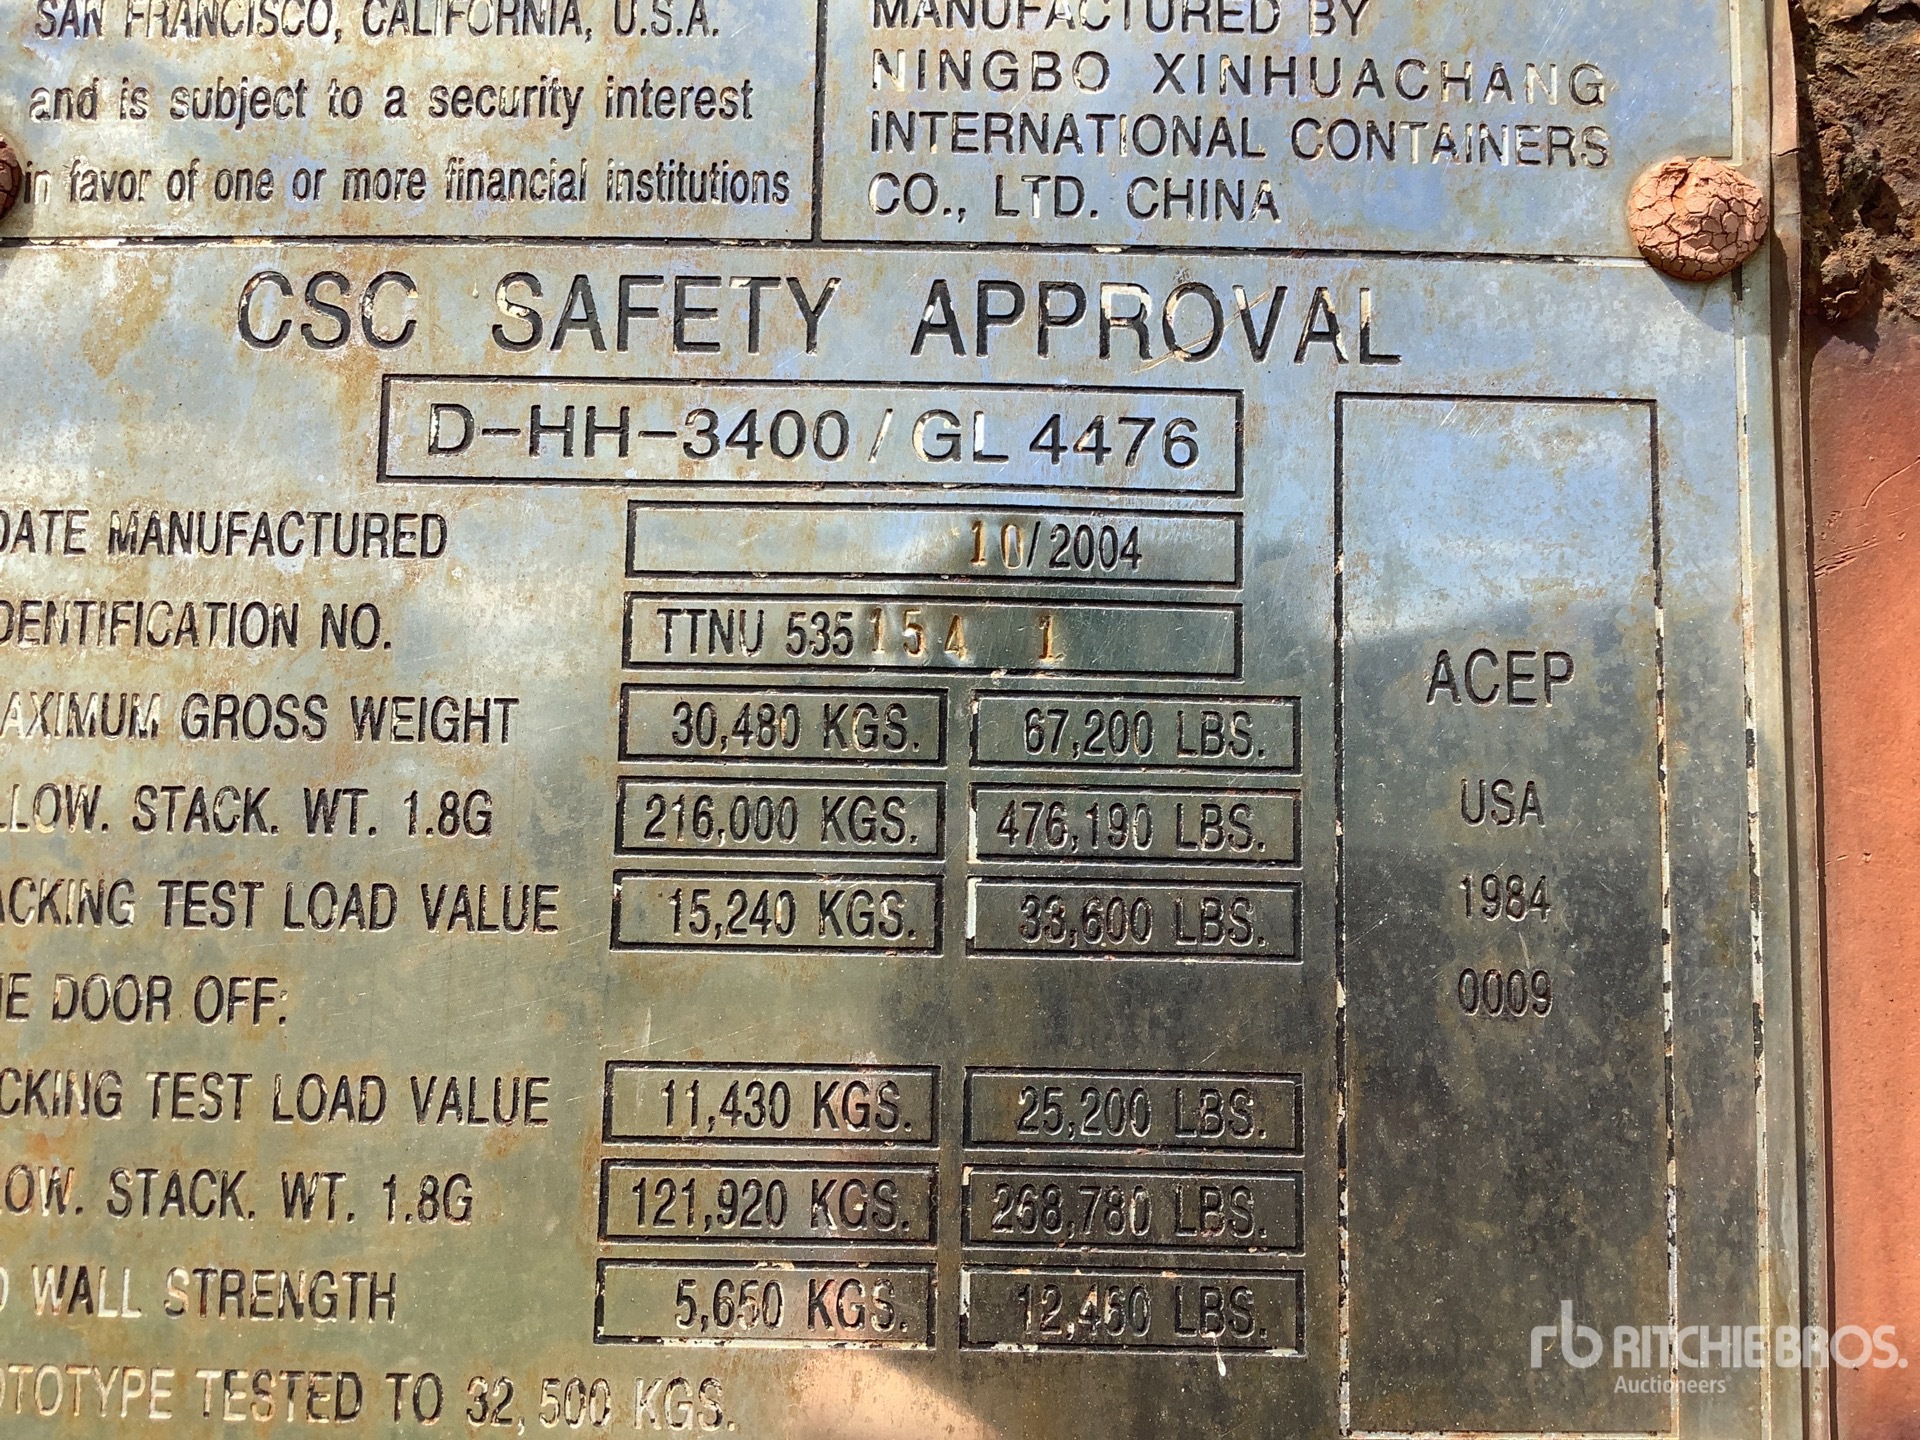 SAN FRANCISCO, CALIFORNIA, U.S.A.
and is subject to a security interest
in favor of one or more financial institutions
MANUFACTURED BY
NINGBO XINHUACHANG
INTERNATIONAL CONTAINERS
CO., LTD. CHINA
CSC SAFETY APPROVAL
D-HH-3400 / GL 4476
DATE MANUFACTURED 10/2004
DENTIFICATION NO. TTNU 535154 1
AXIMUM GROSS WEIGHT 30,480 KGS. 67,200 LBS.
LLOW. STACK. WT. 1.8G 216,000 KGS. 476,190 LBS.
ACKING TEST LOAD VALUE 15,240 KGS. 33,600 LBS.
NE DOOR OFF:
CKING TEST LOAD VALUE 11,430 KGS. 25,200 LBS.
LOW. STACK. WT. 1.8G 121,920 KGS. 268,780 LBS.
D WALL STRENGTH 5,650 KGS. 12,460 LBS.
OTOTYPE TESTED TO 32,500 KGS.
ACEP
USA
1984
0009
rb RITCHIE BROS.
Auctioneers